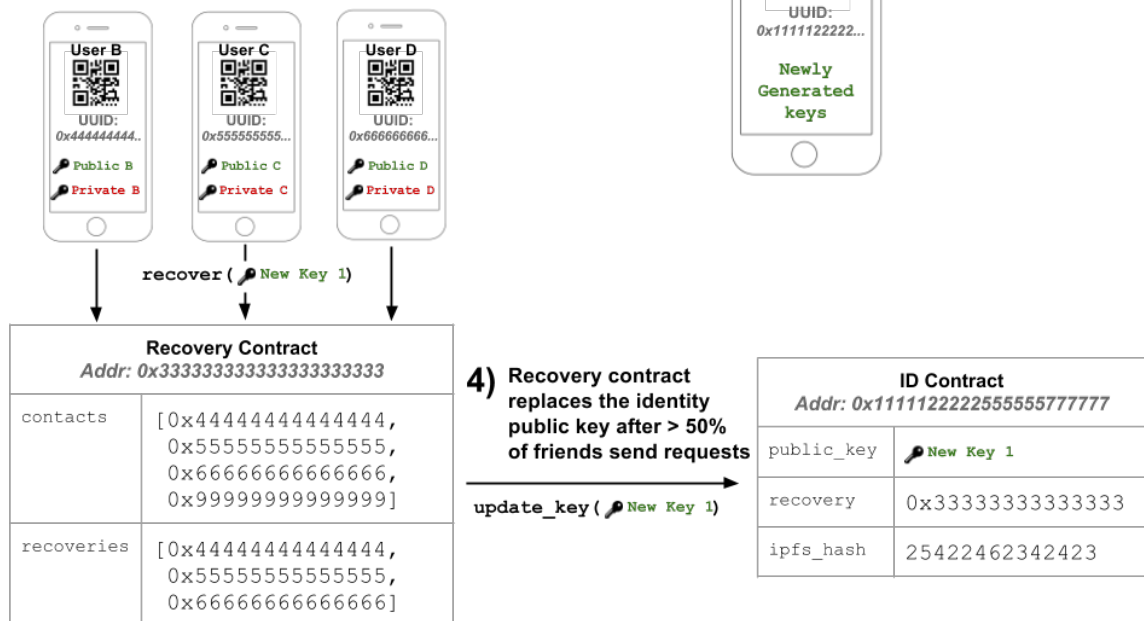 User B
UUID:
0x444444444..
Public B
Private B
User C
UUID:
0x555555555...
Public C
Private C
User D
UUID:
0x666666666...
Public D
Private D
UUID:
0x1111122222...
Newly
Generated
keys
recover( New Key 1)
Recovery Contract
Addr: 0x333333333333333333333
contacts
[0x44444444444444,
0x55555555555555,
0x66666666666666,
0x99999999999999]
recoveries
[0x44444444444444,
0x55555555555555,
0x66666666666666]
4) Recovery contract
replaces the identity
public key after > 50%
of friends send requests
update_key( New Key 1)
ID Contract
Addr: 0x1111122222555555777777
public_key
New Key 1
recovery
0x33333333333333
ipfs_hash
25422462342423